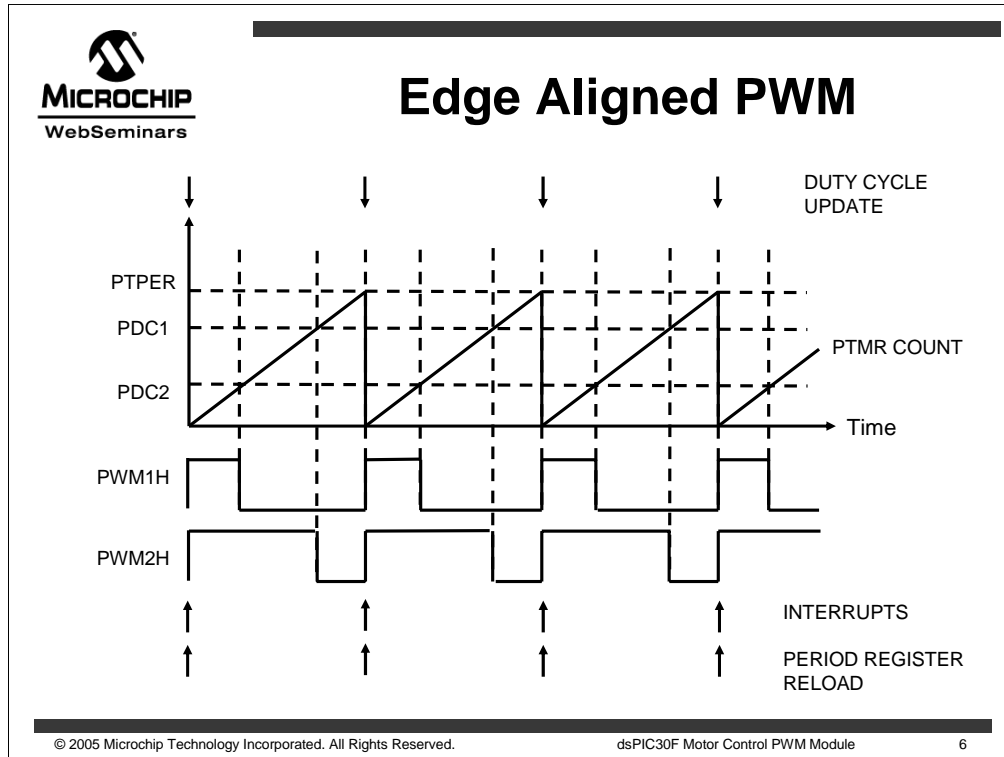 MICROCHIP
WebSeminars
Edge Aligned PWM
DUTY CYCLE
UPDATE
PTPER
PDC1
PTMR COUNT
PDC2
Time
PWM1H
PWM2H
INTERRUPTS
PERIOD REGISTER
RELOAD
© 2005 Microchip Technology Incorporated. All Rights Reserved.
dsPIC30F Motor Control PWM Module
6